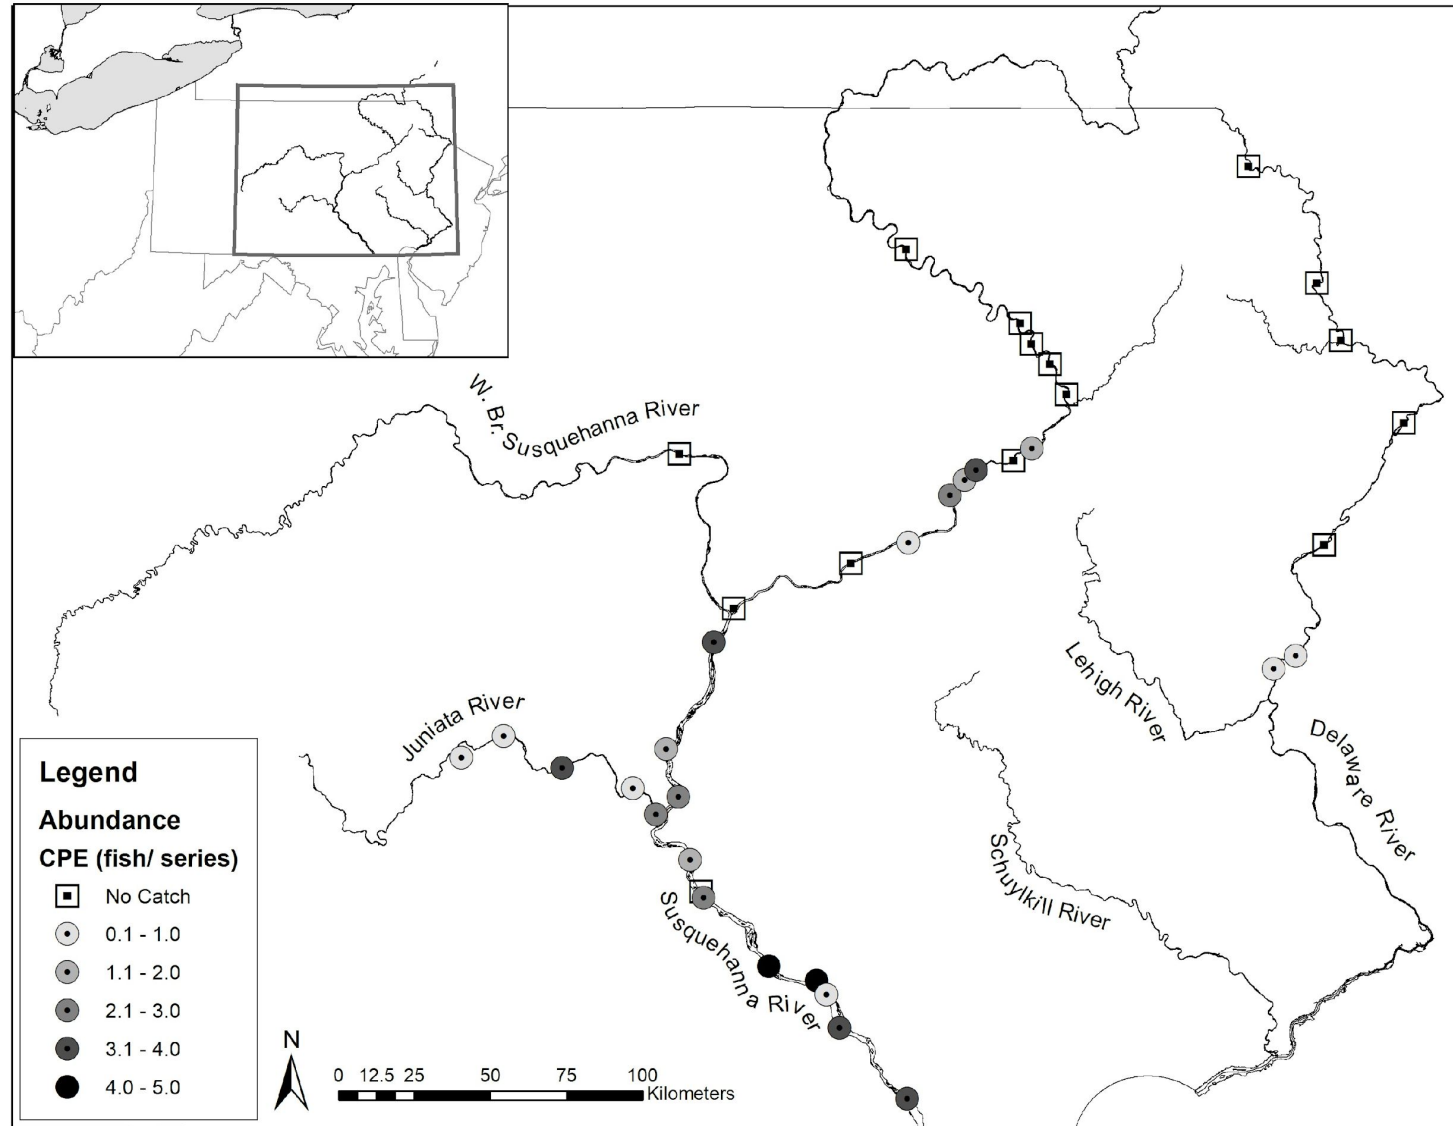 W. Br. Susquehanna River
Lehigh River
Juniata River
Delaware River
Schuylkill River
Susquehanna River
Legend
Abundance
CPE (fish/ series)
No Catch
0.1 - 1.0
1.1 - 2.0
2.1 - 3.0
3.1 - 4.0
4.0 - 5.0
N
0 12.5 25 50 75 100
Kilometers